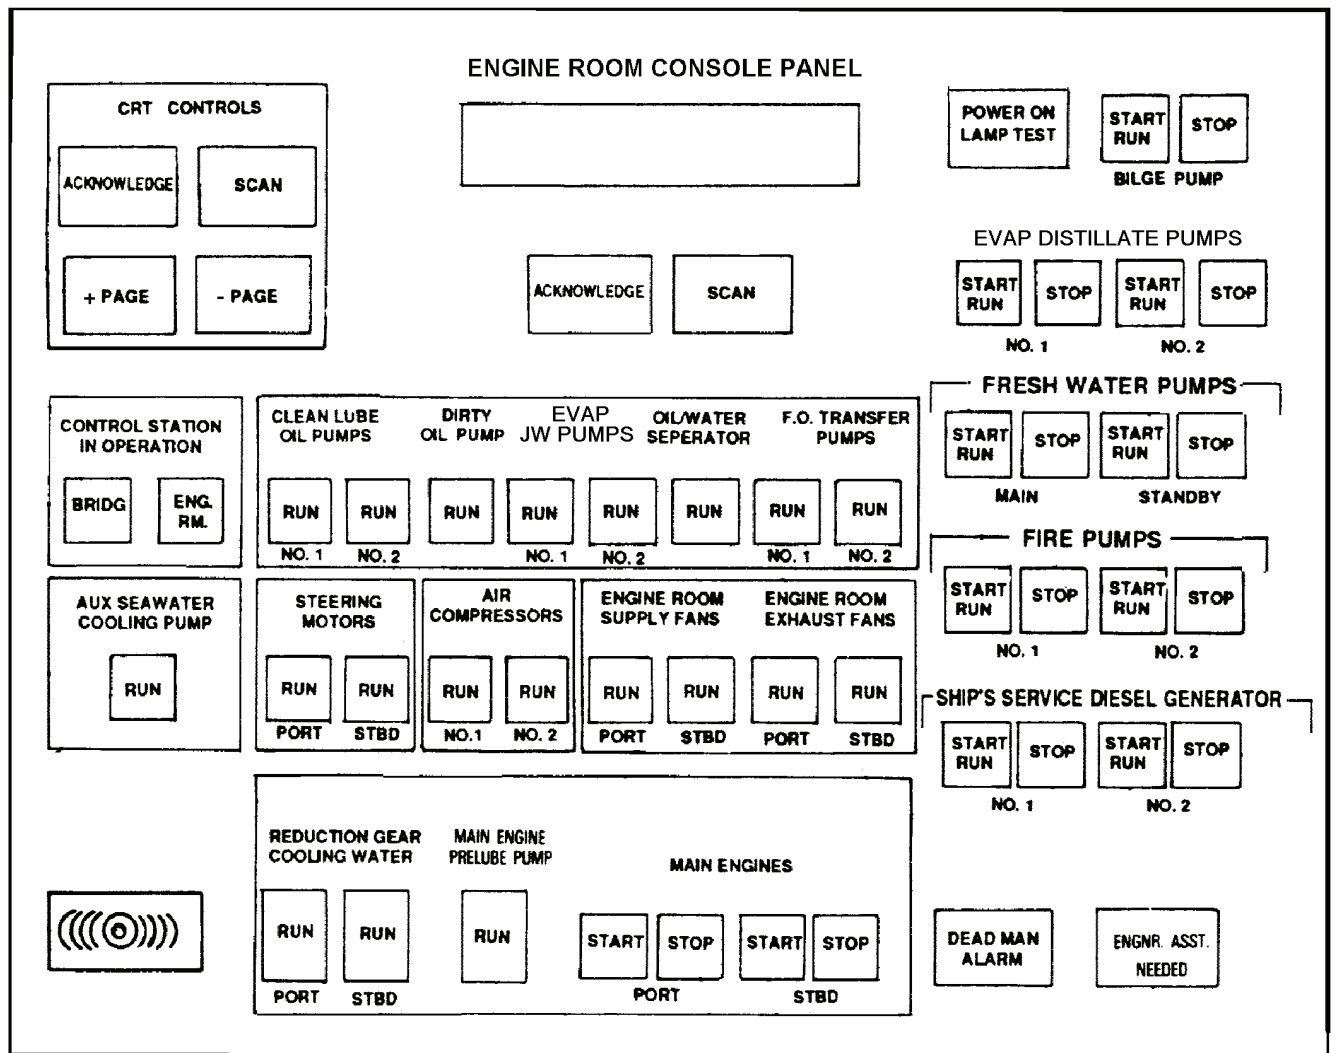 ENGINE ROOM CONSOLE PANEL
CRT CONTROLS
ACKNOWLEDGE
SCAN
+ PAGE
- PAGE
ACKNOWLEDGE
SCAN
POWER ON
LAMP TEST
START
RUN
STOP
BILGE PUMP
EVAP DISTILLATE PUMPS
START
RUN
STOP
START
RUN
STOP
NO. 1
NO. 2
FRESH WATER PUMPS
START
RUN
STOP
START
RUN
STOP
MAIN
STANDBY
FIRE PUMPS
START
RUN
STOP
START
RUN
STOP
NO. 1
NO. 2
SHIP'S SERVICE DIESEL GENERATOR
START
RUN
STOP
START
RUN
STOP
NO. 1
NO. 2
CONTROL STATION
IN OPERATION
BRIDG
ENG.
RM.
CLEAN LUBE
OIL PUMPS
DIRTY
OIL PUMP
EVAP
JW PUMPS
OIL/WATER
SEPERATOR
F.O. TRANSFER
PUMPS
RUN
RUN
RUN
RUN
RUN
RUN
RUN
RUN
NO. 1
NO. 2
NO. 1
NO. 2
NO. 1
NO. 2
AUX SEAWATER
COOLING PUMP
RUN
STEERING
MOTORS
RUN
RUN
PORT
STBD
AIR
COMPRESSORS
RUN
RUN
NO.1
NO. 2
ENGINE ROOM
SUPPLY FANS
ENGINE ROOM
EXHAUST FANS
RUN
RUN
RUN
RUN
PORT
STBD
PORT
STBD
REDUCTION GEAR
COOLING WATER
RUN
RUN
PORT
STBD
MAIN ENGINE
PRELUBE PUMP
RUN
MAIN ENGINES
START
STOP
START
STOP
PORT
STBD
DEAD MAN
ALARM
ENGNR. ASST.
NEEDED